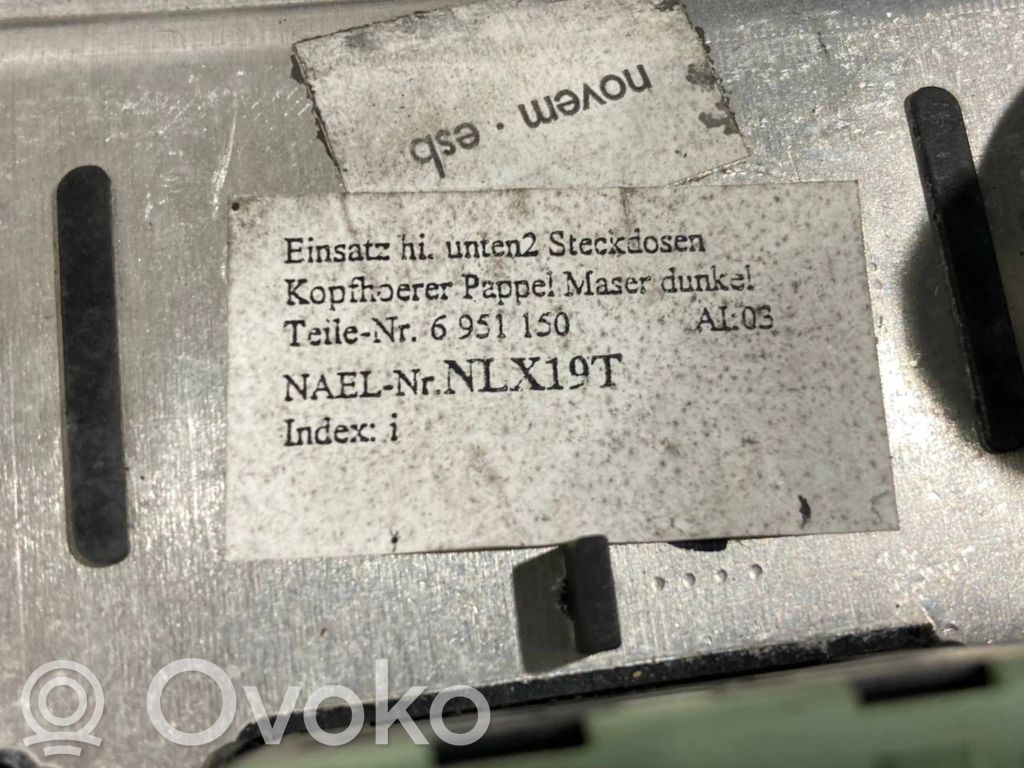 novem · esb
Einsatz hi. unten2 Steckdosen
Kopfhoerer Pappel Maser dunkel
Teile-Nr. 6 951 150 AI:03
NAEL-Nr.NLX19T
Index: i
Ovoko